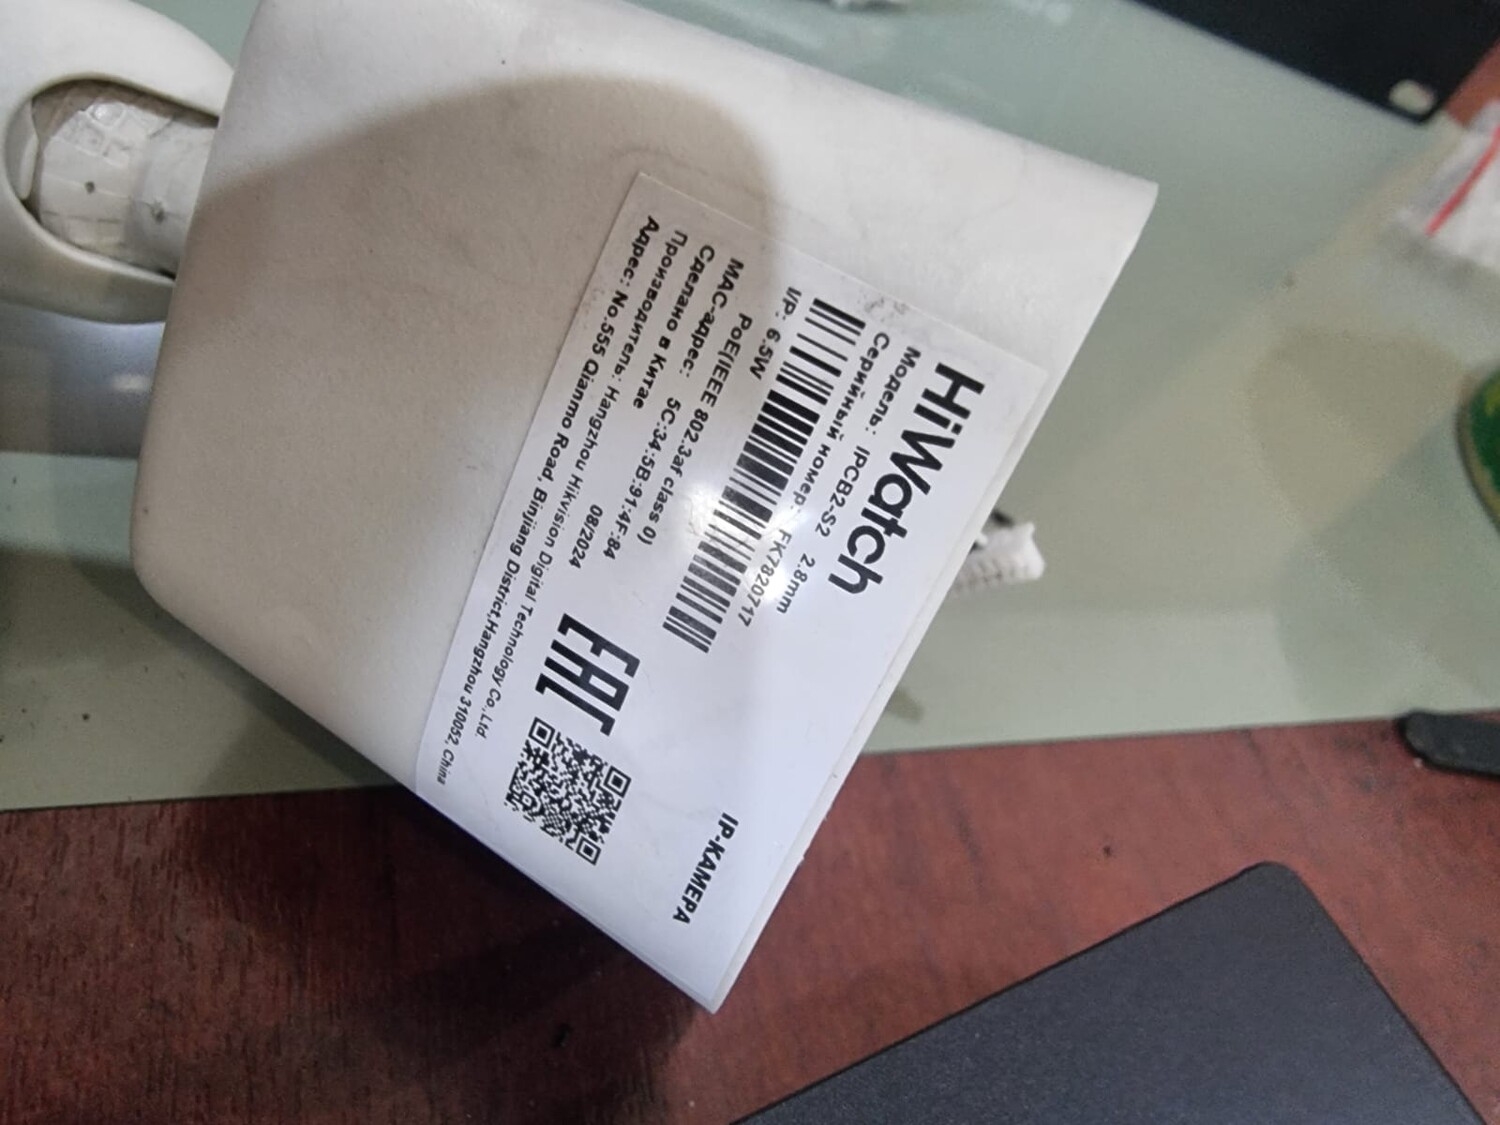 HiWatch
Модель: IPCB2-S2 2.8mm
Серийный номер: FK7820717
I/P: 6.5W
PoE(IEEE 802.3af class 0)
MAC-адрес: 5C:34:5B:91:4F:84
Сделано в Китае 08/2024
Производитель: Hangzhou Hikvision Digital Technology Co.,Ltd.
Адрес: No.555 Qianmo Road, Binjiang District,Hangzhou 310052, China
EAC
IP-КАМЕРА